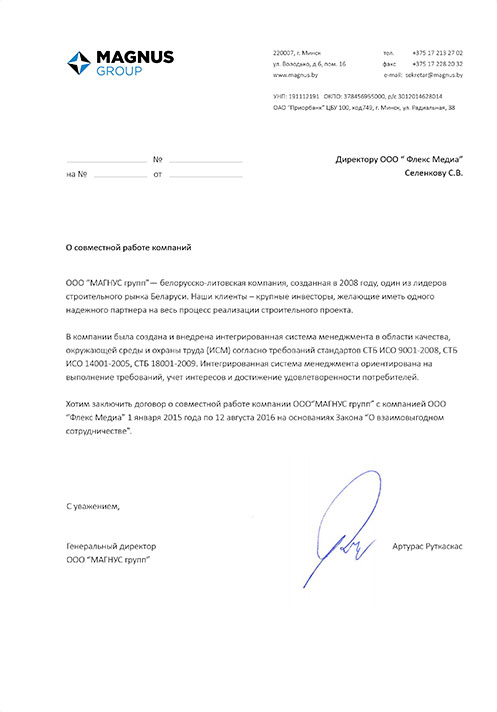 MAGNUS
GROUP
220007, г. Минск
ул. Володько, д.6, пом. 16
www.magnus.by
тел. +375 17 213 27 02
факс +375 17 228 20 32
e-mail: sekretar@magnus.by
УНП: 191112191 ОКПО: 378456955000, р/с 3012014628014
ОАО "Приорбанк" ЦБУ 100, код749, г. Минск, ул. Радиальная, 38
№
на № от
Директору ООО " Флекс Медиа"
Селенкову С.В.
О совместной работе компаний
ООО "МАГНУС групп"— белорусско-литовская компания, созданная в 2008 году, один из лидеров
строительного рынка Беларуси. Наши клиенты – крупные инвесторы, желающие иметь одного
надежного партнера на весь процесс реализации строительного проекта.
В компании была создана и внедрена интегрированная система менеджмента в области качества,
окружающей среды и охраны труда (ИСМ) согласно требований стандартов СТБ ИСО 9001-2008, СТБ
ИСО 14001-2005, СТБ 18001-2009. Интегрированная система менеджмента ориентирована на
выполнение требований, учет интересов и достижение удовлетворенности потребителей.
Хотим заключить договор о совместной работе компании ООО"МАГНУС групп" с компанией ООО
"Флекс Медиа" 1 января 2015 года по 12 августа 2016 на основаниях Закона "О взаимовыгодном
сотрудничестве".
С уважением,
Генеральный директор
ООО "МАГНУС групп"
Артурас Руткаскас